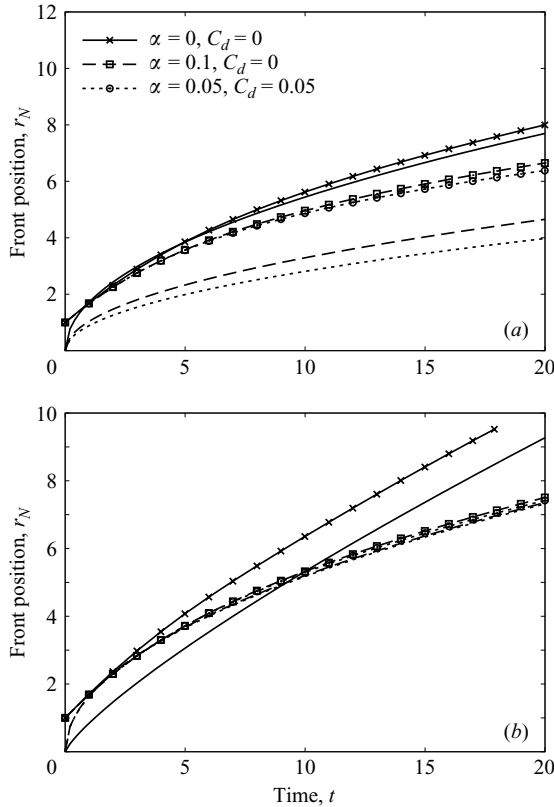 12
α = 0, C_d = 0
10
α = 0.1, C_d = 0
α = 0.05, C_d = 0.05
8
Front position, r_N
6
4
2
(a)
0 5 10 15 20
10
8
Front position, r_N
6
4
2
(b)
0 5 10 15 20
Time, t